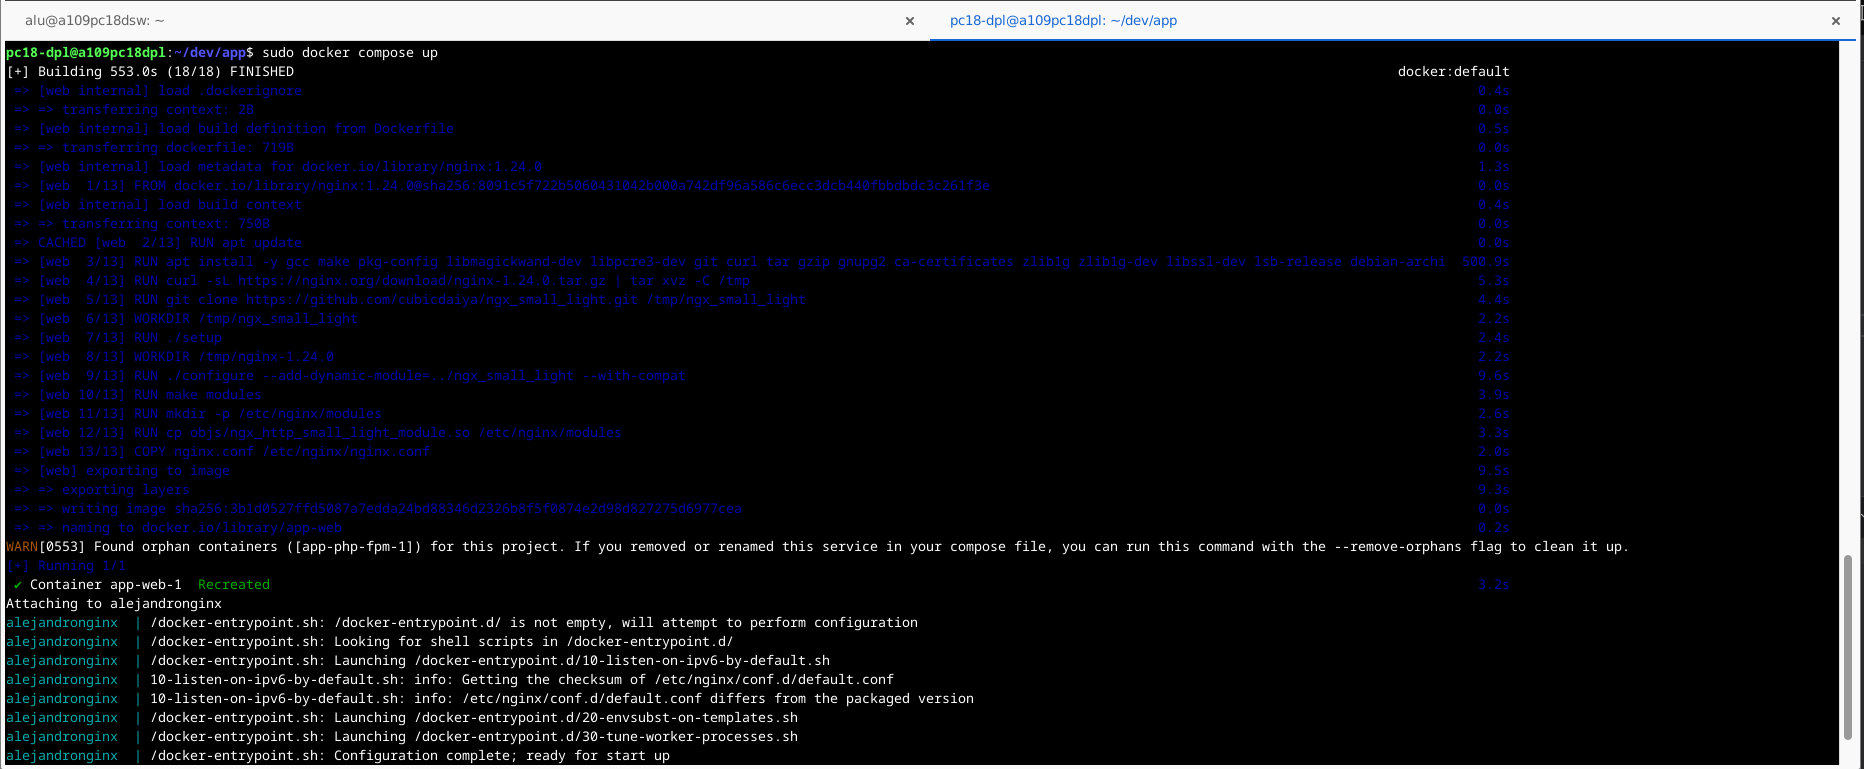 alu@a109pc18dsw: ~ × pc18-dpl@a109pc18dpl: ~/dev/app ×
pc18-dpl@a109pc18dpl:~/dev/app$ sudo docker compose up
[+] Building 553.0s (18/18) FINISHED docker:default
=> [web internal] load .dockerignore 0.4s
=> => transferring context: 2B 0.0s
=> [web internal] load build definition from Dockerfile 0.5s
=> => transferring dockerfile: 719B 0.0s
=> [web internal] load metadata for docker.io/library/nginx:1.24.0 1.3s
=> [web  1/13] FROM docker.io/library/nginx:1.24.0@sha256:8091c5f722b5060431042b000a742df96a586c6ecc3dcb440fbbdbdc3c261f3e 0.0s
=> [web internal] load build context 0.4s
=> => transferring context: 750B 0.0s
=> CACHED [web  2/13] RUN apt update 0.0s
=> [web  3/13] RUN apt install -y gcc make pkg-config libmagickwand-dev libpcre3-dev git curl tar gzip gnupg2 ca-certificates zlib1g zlib1g-dev libssl-dev lsb-release debian-archi 500.9s
=> [web  4/13] RUN curl -sL https://nginx.org/download/nginx-1.24.0.tar.gz | tar xvz -C /tmp 5.3s
=> [web  5/13] RUN git clone https://github.com/cubicdaiya/ngx_small_light.git /tmp/ngx_small_light 4.4s
=> [web  6/13] WORKDIR /tmp/ngx_small_light 2.2s
=> [web  7/13] RUN ./setup 2.4s
=> [web  8/13] WORKDIR /tmp/nginx-1.24.0 2.2s
=> [web  9/13] RUN ./configure --add-dynamic-module=../ngx_small_light --with-compat 9.6s
=> [web 10/13] RUN make modules 3.9s
=> [web 11/13] RUN mkdir -p /etc/nginx/modules 2.6s
=> [web 12/13] RUN cp objs/ngx_http_small_light_module.so /etc/nginx/modules 3.3s
=> [web 13/13] COPY nginx.conf /etc/nginx/nginx.conf 2.0s
=> [web] exporting to image 9.5s
=> => exporting layers 9.3s
=> => writing image sha256:3b1d0527ffd5087a7edda24bd88346d2326b8f5f0874e2d98d827275d6977cea 0.0s
=> => naming to docker.io/library/app-web 0.2s
WARN[0553] Found orphan containers ([app-php-fpm-1]) for this project. If you removed or renamed this service in your compose file, you can run this command with the --remove-orphans flag to clean it up.
[+] Running 1/1
✔ Container app-web-1  Recreated 3.2s
Attaching to alejandronginx
alejandronginx  | /docker-entrypoint.sh: /docker-entrypoint.d/ is not empty, will attempt to perform configuration
alejandronginx  | /docker-entrypoint.sh: Looking for shell scripts in /docker-entrypoint.d/
alejandronginx  | /docker-entrypoint.sh: Launching /docker-entrypoint.d/10-listen-on-ipv6-by-default.sh
alejandronginx  | 10-listen-on-ipv6-by-default.sh: info: Getting the checksum of /etc/nginx/conf.d/default.conf
alejandronginx  | 10-listen-on-ipv6-by-default.sh: info: /etc/nginx/conf.d/default.conf differs from the packaged version
alejandronginx  | /docker-entrypoint.sh: Launching /docker-entrypoint.d/20-envsubst-on-templates.sh
alejandronginx  | /docker-entrypoint.sh: Launching /docker-entrypoint.d/30-tune-worker-processes.sh
alejandronginx  | /docker-entrypoint.sh: Configuration complete; ready for start up